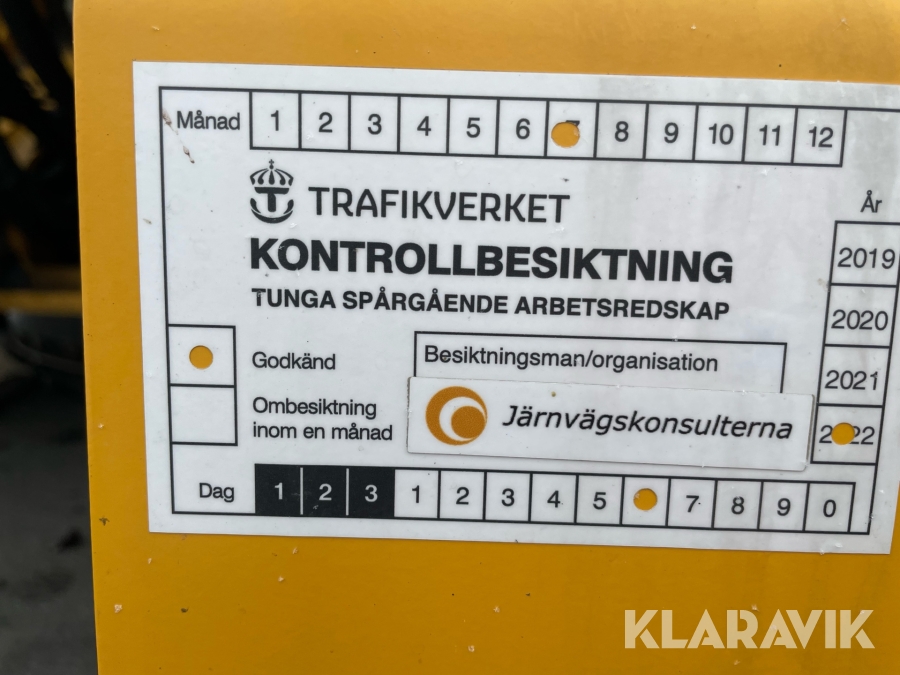 Månad 1 2 3 4 5 6 7 8 9 10 11 12
TRAFIKVERKET
År
KONTROLLBESIKTNING
2019
TUNGA SPÅRGÅENDE ARBETSREDSKAP
2020
Godkänd
Besiktningsman/organisation
2021
Ombesiktning
inom en månad
Järnvägskonsulterna
2022
Dag 1 2 3 1 2 3 4 5 7 8 9 0
KLARAVIK